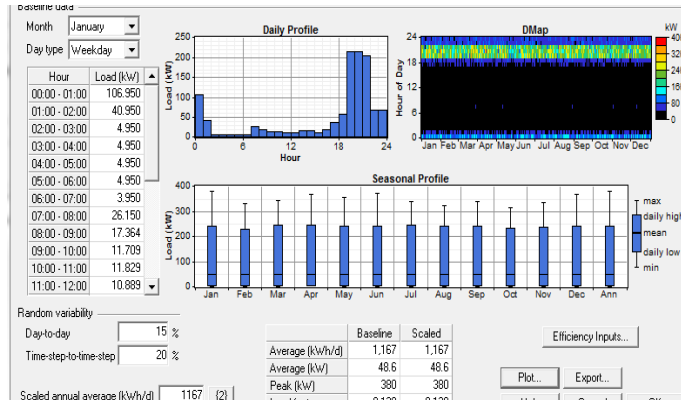 Baseline data
Month January
Day type Weekday
Hour Load (kW)
00:00 - 01:00 106.950
01:00 - 02:00 40.950
02:00 - 03:00 4.950
03:00 - 04:00 4.950
04:00 - 05:00 4.950
05:00 - 06:00 4.950
06:00 - 07:00 3.950
07:00 - 08:00 26.150
08:00 - 09:00 17.364
09:00 - 10:00 11.709
10:00 - 11:00 11.829
11:00 - 12:00 10.889
Daily Profile
Load (kW)
250
200
150
100
50
0
0 6 12 18 24
Hour
DMap
Hour of Day
24
18
12
6
0
Jan Feb Mar Apr May Jun Jul Aug Sep Oct Nov Dec
kW
400
320
240
160
80
0
Seasonal Profile
Load (kW)
400
300
200
100
0
Jan Feb Mar Apr May Jun Jul Aug Sep Oct Nov Dec Ann
max
daily high
mean
daily low
min
Random variability
Day-to-day 15 %
Time-step-to-time-step 20 %
Scaled annual average (kWh/d) 1167 {2}
Baseline Scaled
Average (kWh/d) 1,167 1,167
Average (kW) 48.6 48.6
Peak (kW) 380 380
Efficiency Inputs...
Plot... Export...